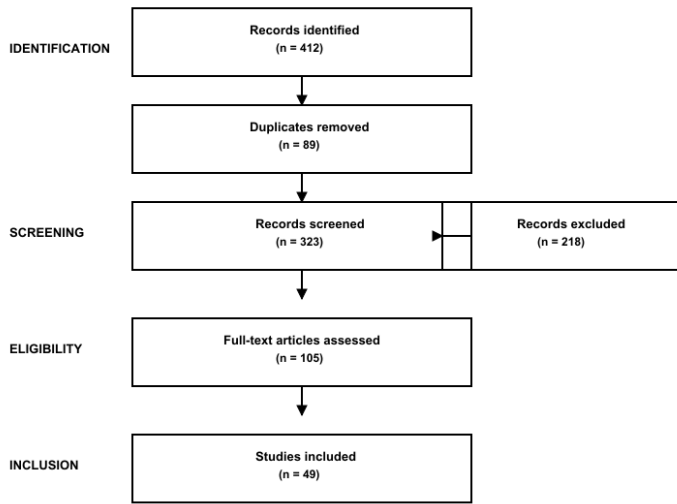 Records identified
(n = 412)
IDENTIFICATION
Duplicates removed
(n = 89)
SCREENING
Records screened
(n = 323)
Records excluded
(n = 218)
ELIGIBILITY
Full-text articles assessed
(n = 105)
INCLUSION
Studies included
(n = 49)